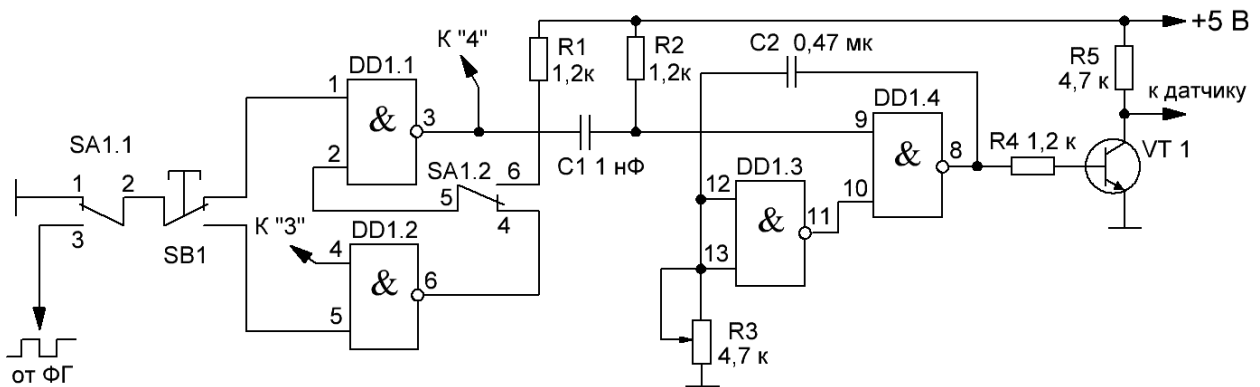 +5 В
К "4"
R1
1,2к
R2
1,2к
C2 0,47 мк
R5
4,7 к
к датчику
DD1.1
1
&
3
2
DD1.4
9
&
8
10
R4 1,2 к
VT 1
SA1.1
1
2
3
SB1
SA1.2
6
5
4
C1 1 нФ
DD1.3
12
&
11
13
К "3"
DD1.2
4
&
6
5
R3
4,7 к
от ФГ